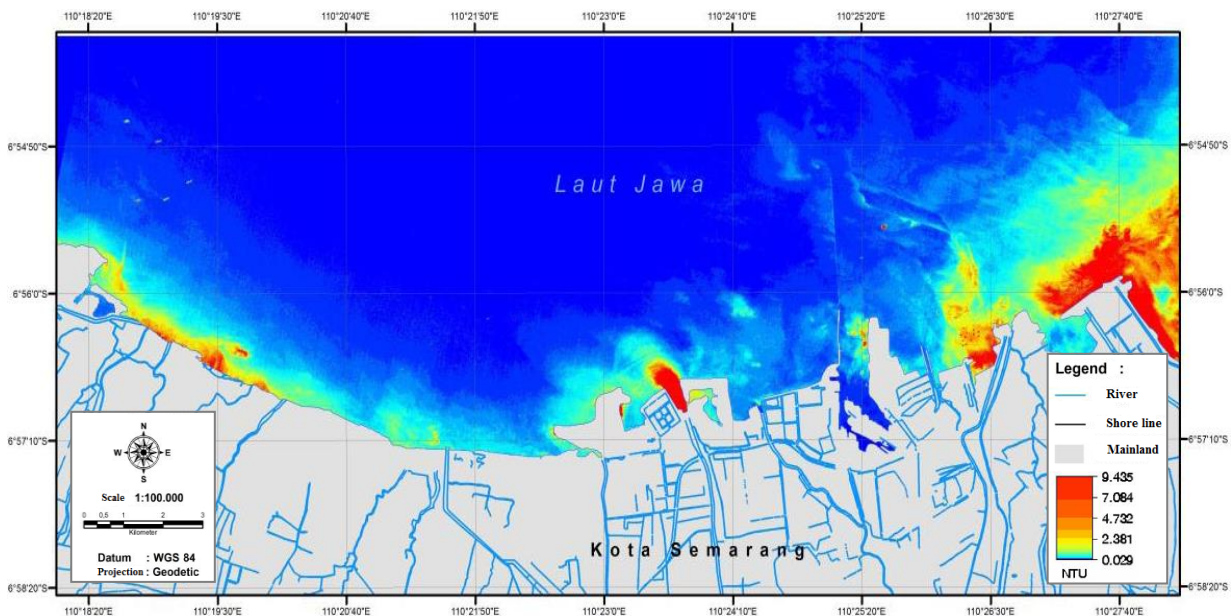 110°18'20"E 110°19'30"E 110°20'40"E 110°21'50"E 110°23'0"E 110°24'0"E 110°25'20"E 110°26'30"E 110°27'40"E
6°54'50"S 6°54'50"S
Laut Jawa
6°56'0"S 6°56'0"S
6°57'10"S 6°57'10"S
6°58'20"S 6°58'20"S
N
W E
S
Scale 1:100.000
0 0,5 1 2 3
Kilometer
Datum : WGS 84
Projection : Geodetic
Kota Semarang
Legend :
River
Shore line
Mainland
9.435
7.084
4.732
2.381
0.029
NTU
110°18'20"E 110°19'30"E 110°20'40"E 110°21'50"E 110°23'0"E 110°24'0"E 110°25'20"E 110°26'30"E 110°27'40"E